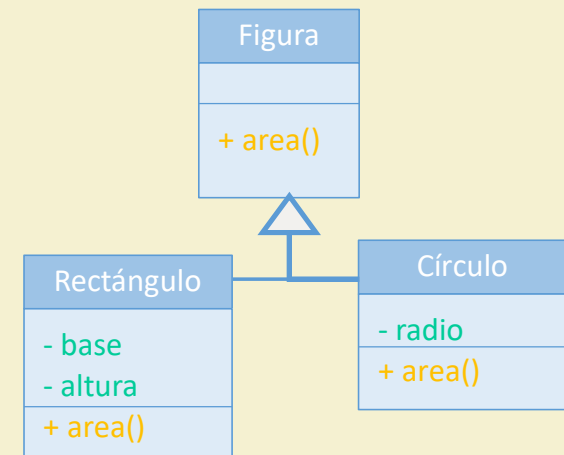 Figura
+ area()
Rectángulo
- base
- altura
+ area()
Círculo
- radio
+ area()